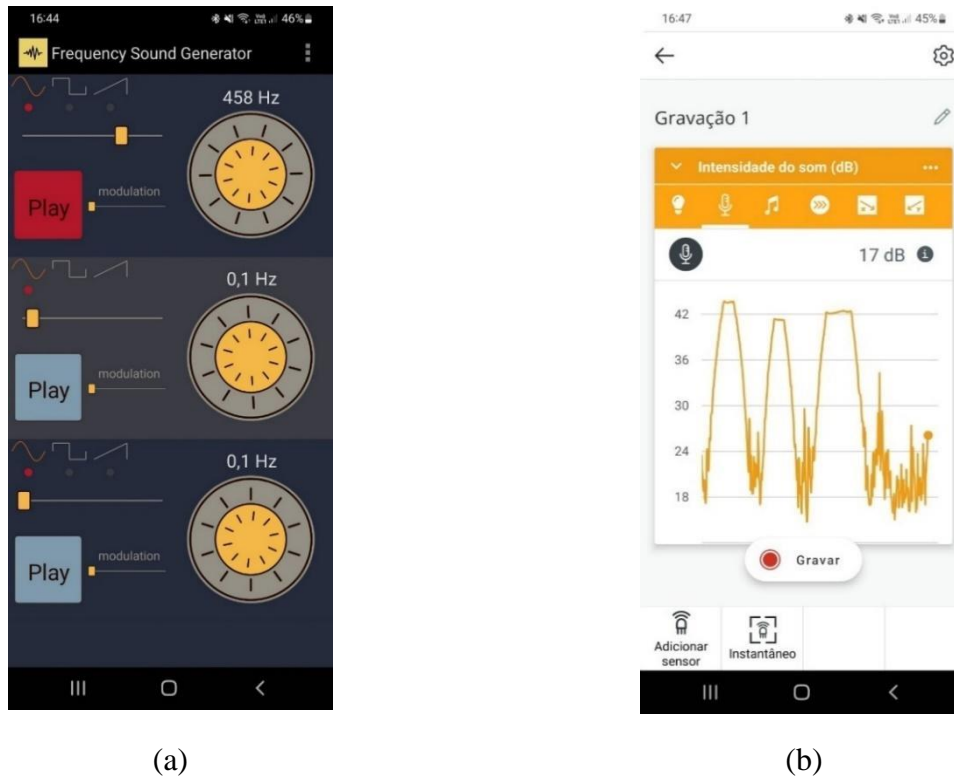 16:44
46%
Frequency Sound Generator
458 Hz
modulation
Play
0,1 Hz
modulation
Play
0,1 Hz
modulation
Play
(a)
16:47
45%
Gravação 1
Intensidade do som (dB)
17 dB
42
36
30
24
18
Gravar
Adicionar
sensor
Instantâneo
(b)